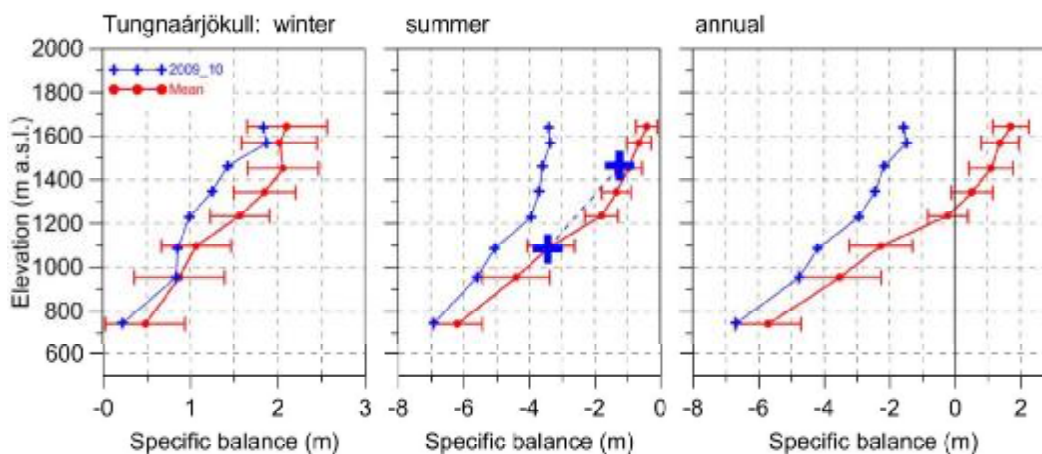 Tungnaárjökull: winter summer annual
2000
1800
1600
1400
1200
1000
800
600
Elevation (m a.s.l.)
2009_10
Mean
-0 1 2 3 -8 -6 -4 -2 0 -8 -6 -4 -2 0 2
Specific balance (m) Specific balance (m) Specific balance (m)